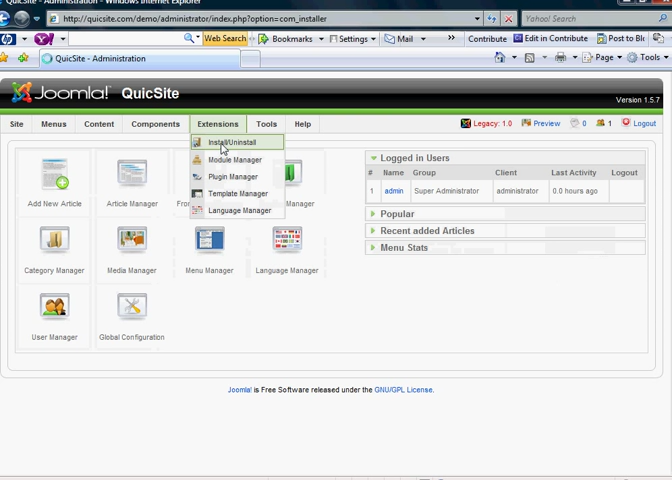 QuicSite - Administration - Windows Internet Explorer
http://quicsite.com/demo/administrator/index.php?option=com_installer
Yahoo! Search
Y! Web Search Bookmarks Settings Mail >> Contribute Edit in Contribute Post to Bl
QuicSite - Administration
Page Tools
Joomla! QuicSite
Version 1.5.7
Site Menus Content Components Extensions Tools Help Legacy: 1.0 Preview 0 1 Logout
Install/Uninstall
Module Manager
Plugin Manager
Template Manager
Language Manager
Add New Article Article Manager
Category Manager Media Manager Menu Manager Language Manager
User Manager Global Configuration
Logged in Users
# Name Group Client Last Activity Logout
1 admin Super Administrator administrator 0.0 hours ago
Popular
Recent added Articles
Menu Stats
Joomla! is Free Software released under the GNU/GPL License.